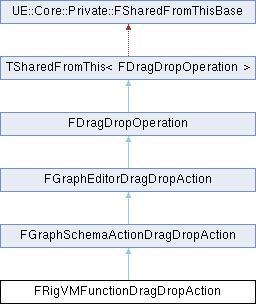 UE::Core::Private::FSharedFromThisBase
TSharedFromThis< FDragDropOperation >
FDragDropOperation
FGraphEditorDragDropAction
FGraphSchemaActionDragDropAction
FRigVMFunctionDragDropAction